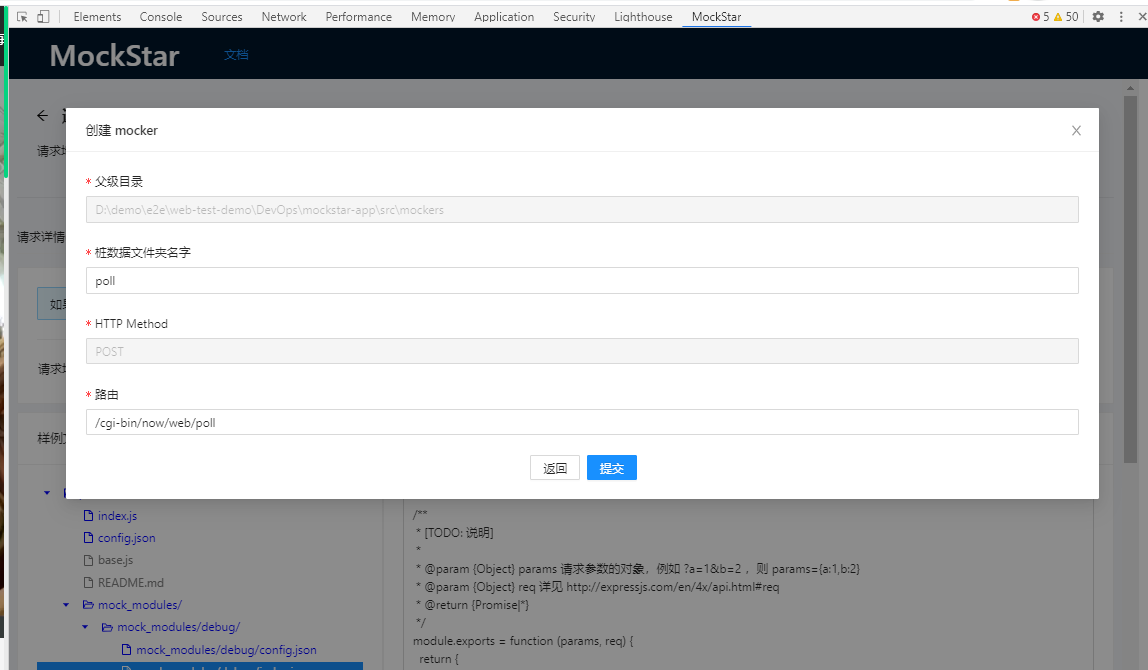 Elements Console Sources Network Performance Memory Application Security Lighthouse MockStar 5 50
MockStar 文档
创建 mocker
请求
* 父级目录
D:\demo\e2e\web-test-demo\DevOps\mockstar-app\src\mockers
请求详情
* 桩数据文件夹名字
poll
如
* HTTP Method
POST
请求
* 路由
/cgi-bin/now/web/poll
样例
返回 提交
index.js
config.json
base.js
README.md
mock_modules/
mock_modules/debug/
mock_modules/debug/config.json
/**
* [TODO: 说明]
*
* @param {Object} params 请求参数的对象，例如 ?a=1&b=2 ，则 params={a:1,b:2}
* @param {Object} req 详见 http://expressjs.com/en/4x/api.html#req
* @return {Promise|*}
*/
module.exports = function (params, req) {
return {